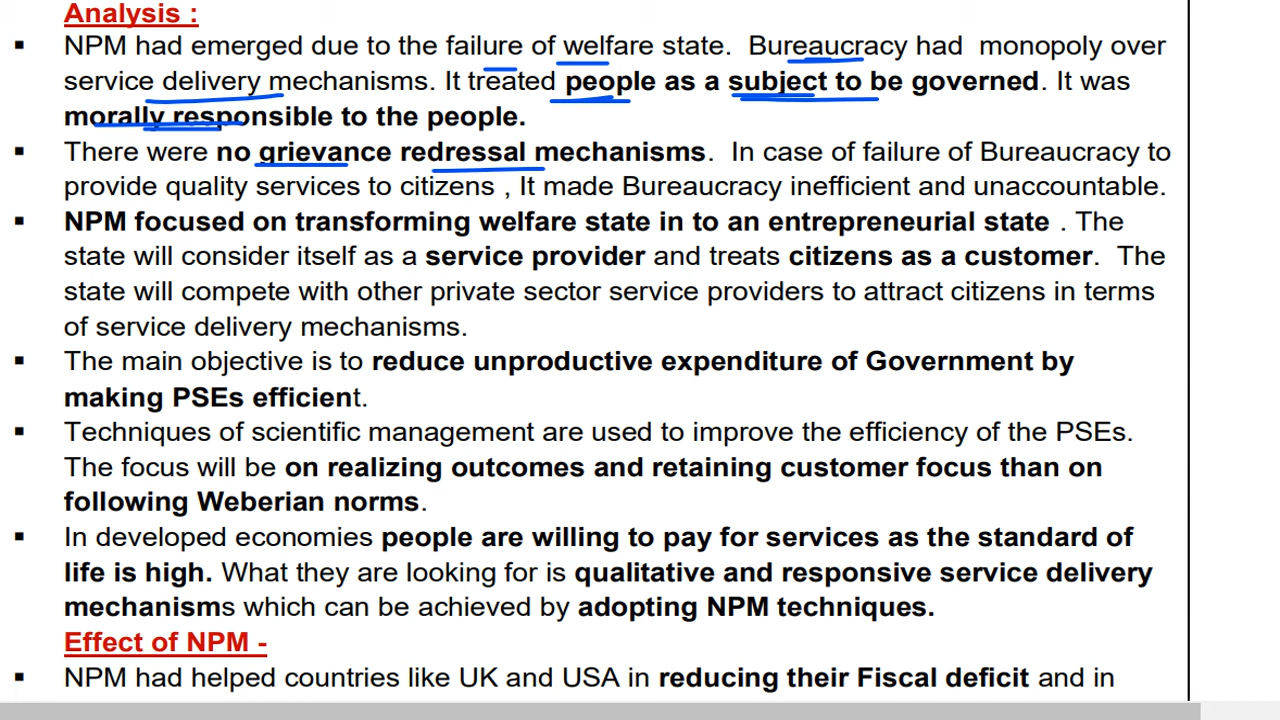 Analysis :
▪ NPM had emerged due to the failure of welfare state. Bureaucracy had monopoly over
service delivery mechanisms. It treated people as a subject to be governed. It was
morally responsible to the people.
▪ There were no grievance redressal mechanisms. In case of failure of Bureaucracy to
provide quality services to citizens , It made Bureaucracy inefficient and unaccountable.
▪ NPM focused on transforming welfare state in to an entrepreneurial state . The
state will consider itself as a service provider and treats citizens as a customer. The
state will compete with other private sector service providers to attract citizens in terms
of service delivery mechanisms.
▪ The main objective is to reduce unproductive expenditure of Government by
making PSEs efficient.
▪ Techniques of scientific management are used to improve the efficiency of the PSEs.
The focus will be on realizing outcomes and retaining customer focus than on
following Weberian norms.
▪ In developed economies people are willing to pay for services as the standard of
life is high. What they are looking for is qualitative and responsive service delivery
mechanisms which can be achieved by adopting NPM techniques.
Effect of NPM -
▪ NPM had helped countries like UK and USA in reducing their Fiscal deficit and in